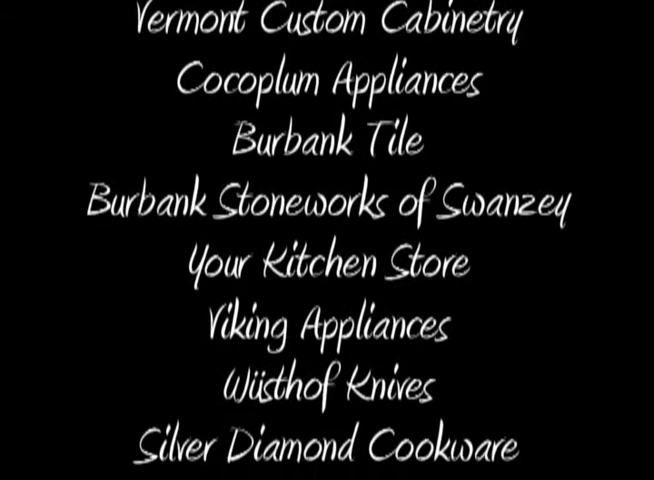 Vermont Custom Cabinetry
Cocoplum Appliances
Burbank Tile
Burbank Stoneworks of Swanzey
Your Kitchen Store
Viking Appliances
Wüsthof Knives
Silver Diamond Cookware